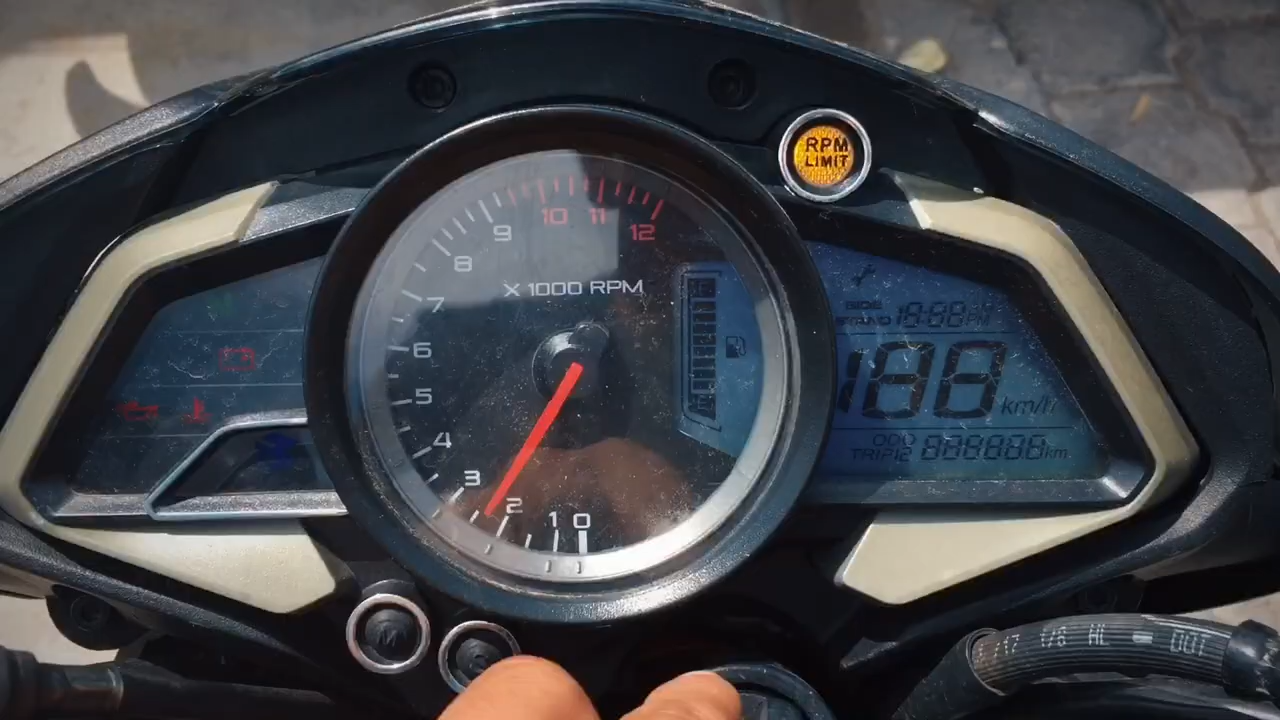 RPM
LIMIT
10 11
9 12
8
X 1000 RPM
7
6
5
4
3
2
1 0
SIDE
STAND 18:88
188 km/h
ODO
TRIP12 888888 km
M